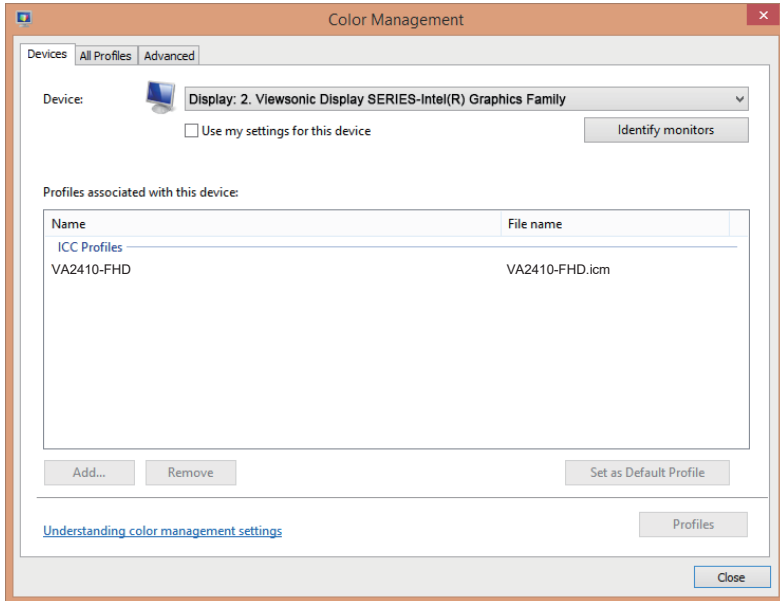 Color Management
Devices All Profiles Advanced
Device: Display: 2. Viewsonic Display SERIES-Intel(R) Graphics Family
Use my settings for this device Identify monitors
Profiles associated with this device:
Name File name
ICC Profiles
VA2410-FHD VA2410-FHD.icm
Add... Remove Set as Default Profile
Understanding color management settings Profiles
Close